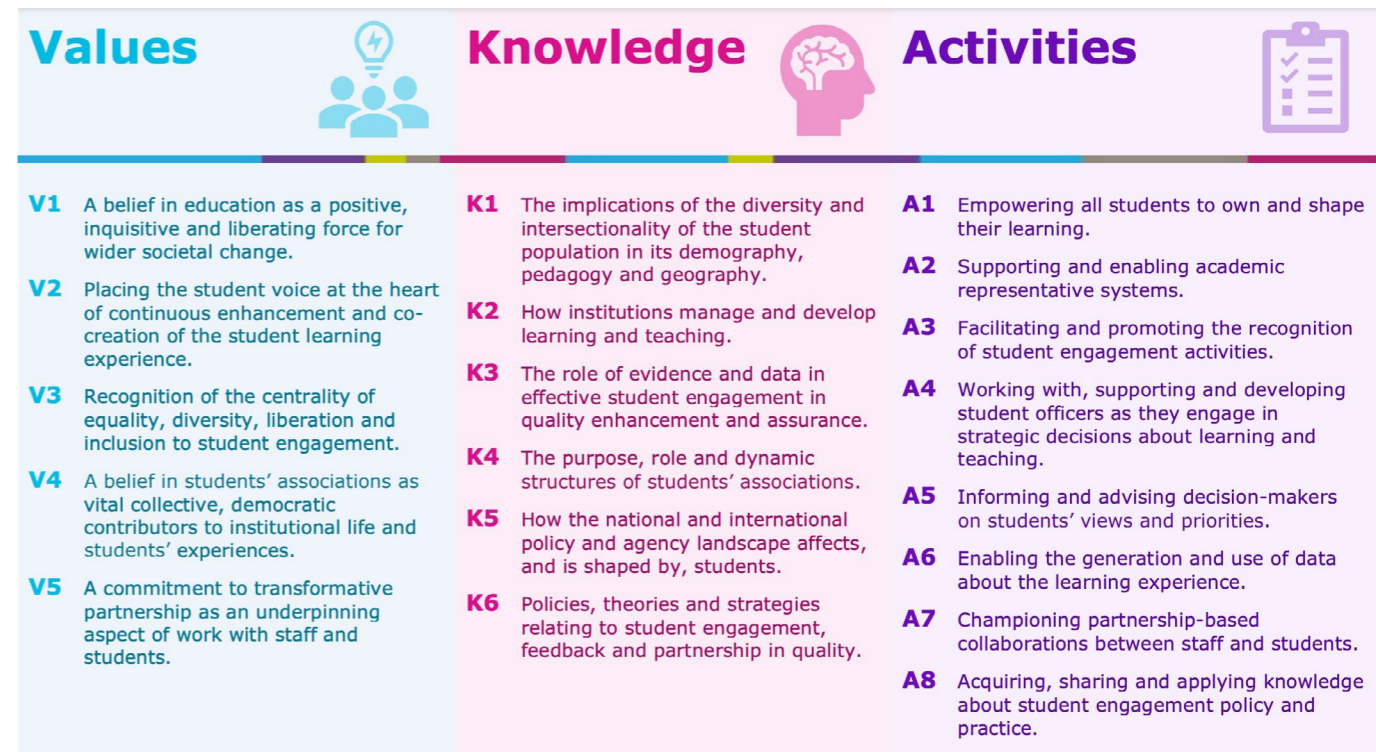 Values
V1 A belief in education as a positive,
inquisitive and liberating force for
wider societal change.
V2 Placing the student voice at the heart
of continuous enhancement and co-
creation of the student learning
experience.
V3 Recognition of the centrality of
equality, diversity, liberation and
inclusion to student engagement.
V4 A belief in students’ associations as
vital collective, democratic
contributors to institutional life and
students’ experiences.
V5 A commitment to transformative
partnership as an underpinning
aspect of work with staff and
students.
Knowledge
K1 The implications of the diversity and
intersectionality of the student
population in its demography,
pedagogy and geography.
K2 How institutions manage and develop
learning and teaching.
K3 The role of evidence and data in
effective student engagement in
quality enhancement and assurance.
K4 The purpose, role and dynamic
structures of students’ associations.
K5 How the national and international
policy and agency landscape affects,
and is shaped by, students.
K6 Policies, theories and strategies
relating to student engagement,
feedback and partnership in quality.
Activities
A1 Empowering all students to own and shape
their learning.
A2 Supporting and enabling academic
representative systems.
A3 Facilitating and promoting the recognition
of student engagement activities.
A4 Working with, supporting and developing
student officers as they engage in
strategic decisions about learning and
teaching.
A5 Informing and advising decision-makers
on students’ views and priorities.
A6 Enabling the generation and use of data
about the learning experience.
A7 Championing partnership-based
collaborations between staff and students.
A8 Acquiring, sharing and applying knowledge
about student engagement policy and
practice.